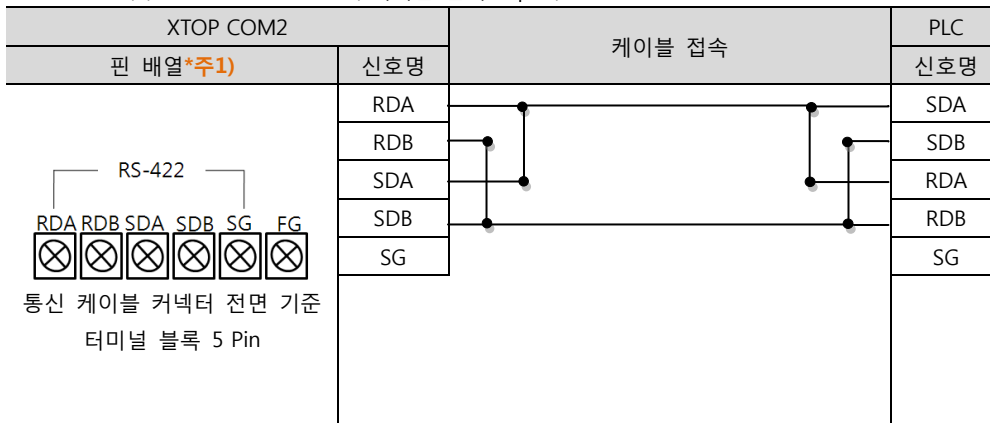 XTOP COM2
케이블 접속
PLC
핀 배열*주1)
신호명
신호명
RDA
SDA
RDB
SDB
SDA
RDA
SDB
RDB
SG
SG
RS-422
RDA RDB SDA SDB SG FG
통신 케이블 커넥터 전면 기준
터미널 블록 5 Pin